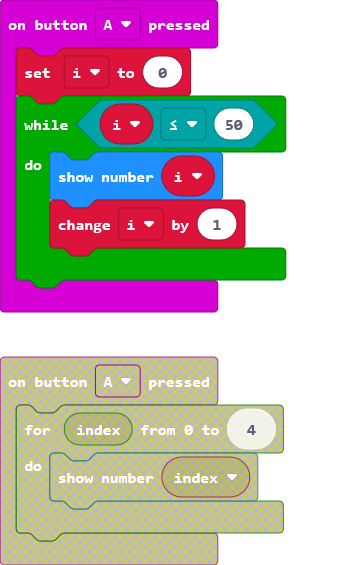 on button A pressed
set i to 0
while i ≤ 50
do
show number i
change i by 1
on button A pressed
for index from 0 to 4
do
show number index